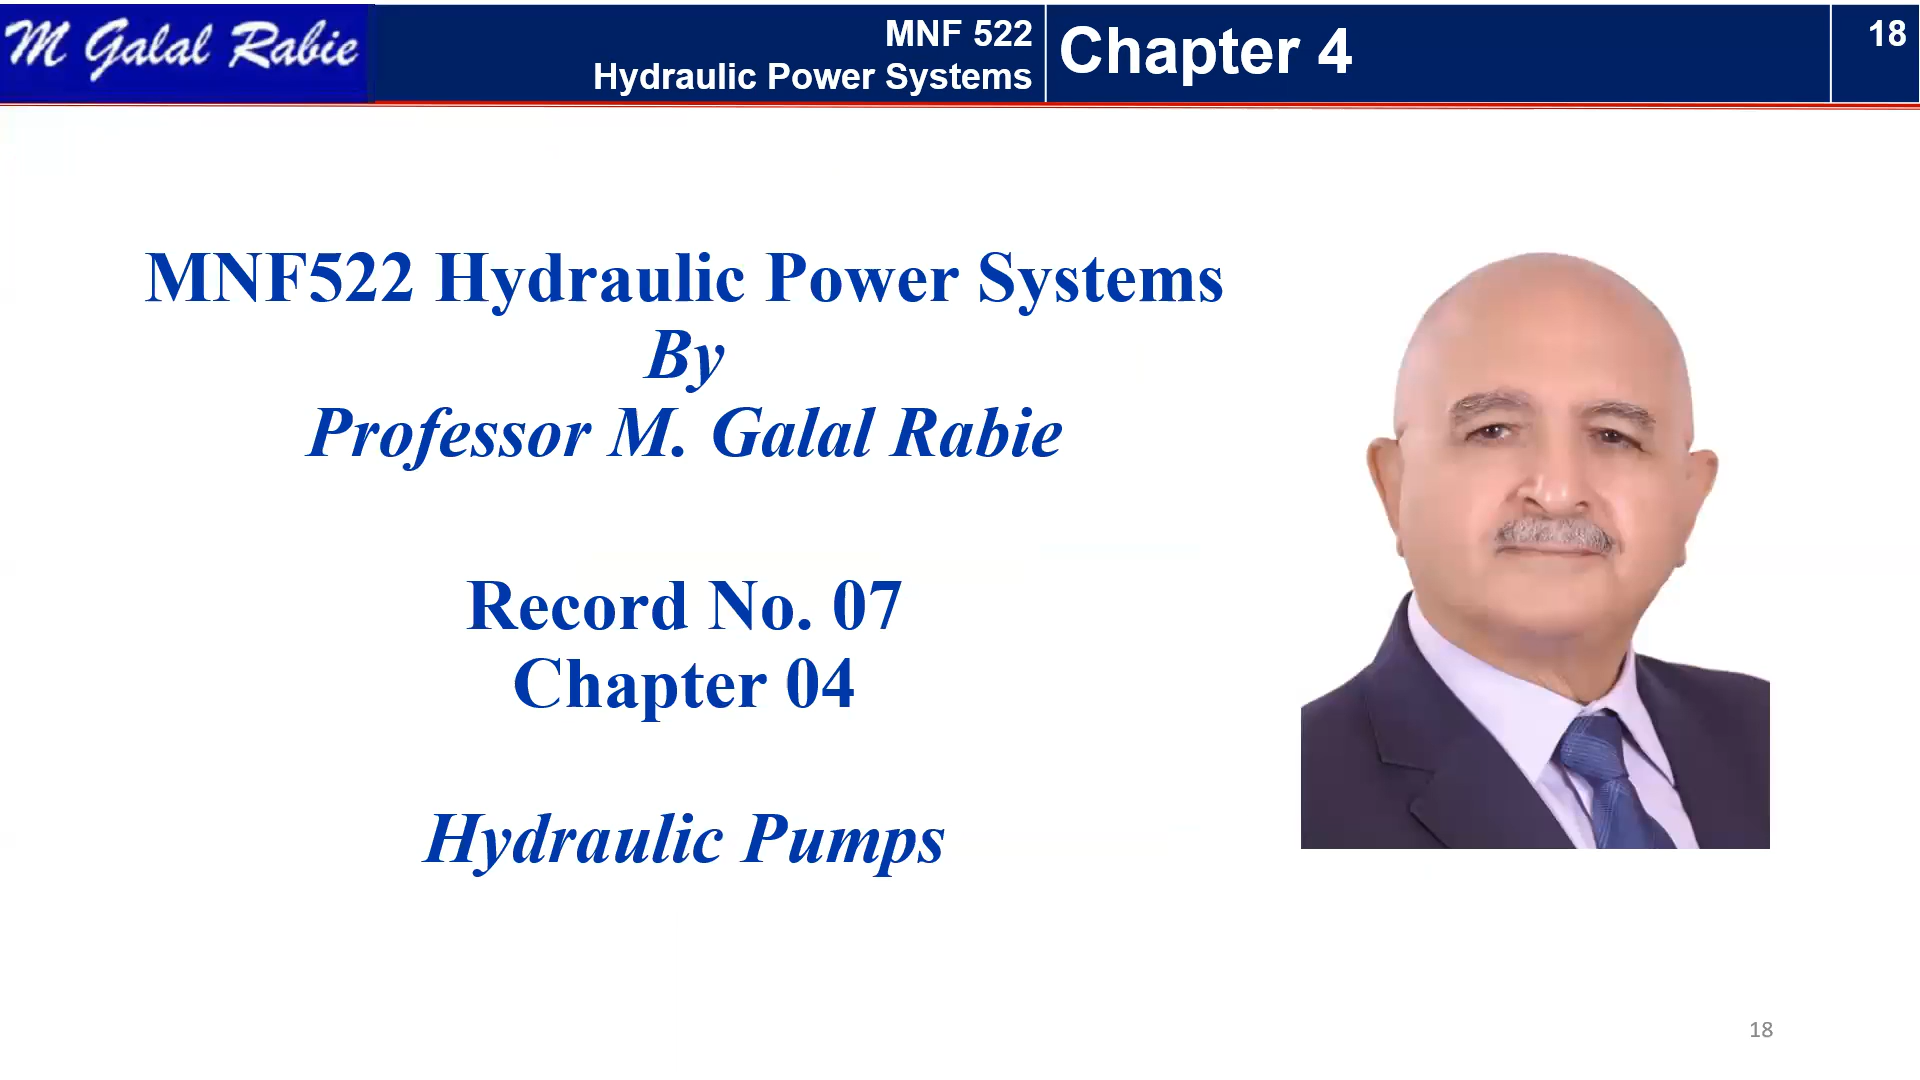 M Galal Rabie
MNF 522
Hydraulic Power Systems
Chapter 4
18
MNF522 Hydraulic Power Systems
By
Professor M. Galal Rabie
Record No. 07
Chapter 04
Hydraulic Pumps
18